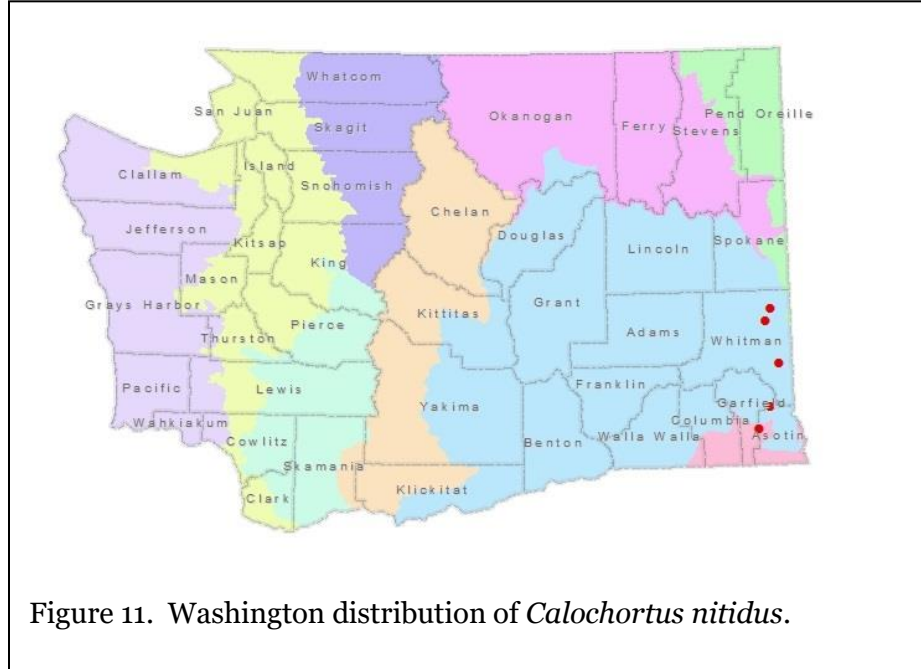 Whatcom
San Juan
Skagit
Okanogan
Ferry
Stevens
Pend Oreille
Island
Clallam
Snohomish
Chelan
Jefferson
Kitsap
Douglas
Lincoln
Spokane
King
Mason
Grays Harbor
Kittitas
Grant
Pierce
Thurston
Adams
Whitman
Pacific
Lewis
Franklin
Garfield
Yakima
Columbia
Wahkiakum
Cowlitz
Benton
Walla Walla
Asotin
Skamania
Klickitat
Clark
Figure 11. Washington distribution of Calochortus nitidus.